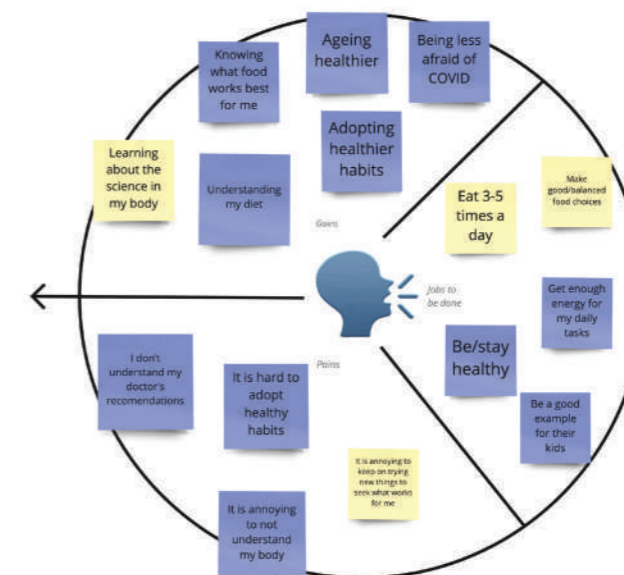 Knowing
what food
works best
for me
Ageing
healthier
Being less
afraid of
COVID
Adopting
healthier
habits
Learning
about the
science in
my body
Understanding
my diet
Gains
Eat 3-5
times a
day
Make
good/balanced
food choices
Jobs to
be done
Get enough
energy for
my daily
tasks
Be/stay
healthy
Be a good
example
for their
kids
Pains
I don't
understand my
doctor's
recomendations
It is hard to
adopt
healthy
habits
It is annoying to
keep on trying
new things to
seek what works
for me
It is annoying
to not
understand
my body